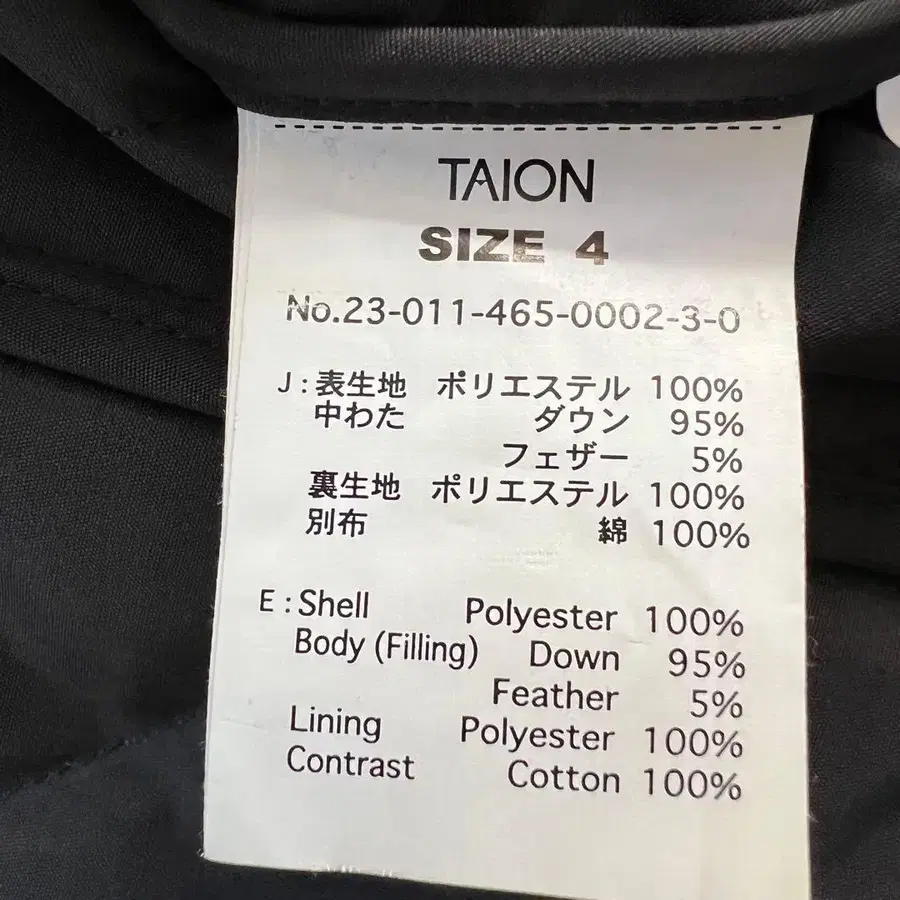 TAION
SIZE 4
No.23-011-465-0002-3-0
J:表生地 ポリエステル 100%
中わた ダウン 95%
フェザー 5%
裏生地 ポリエステル 100%
別布 綿 100%
E:Shell Polyester 100%
Body (Filling) Down 95%
Feather 5%
Lining Polyester 100%
Contrast Cotton 100%